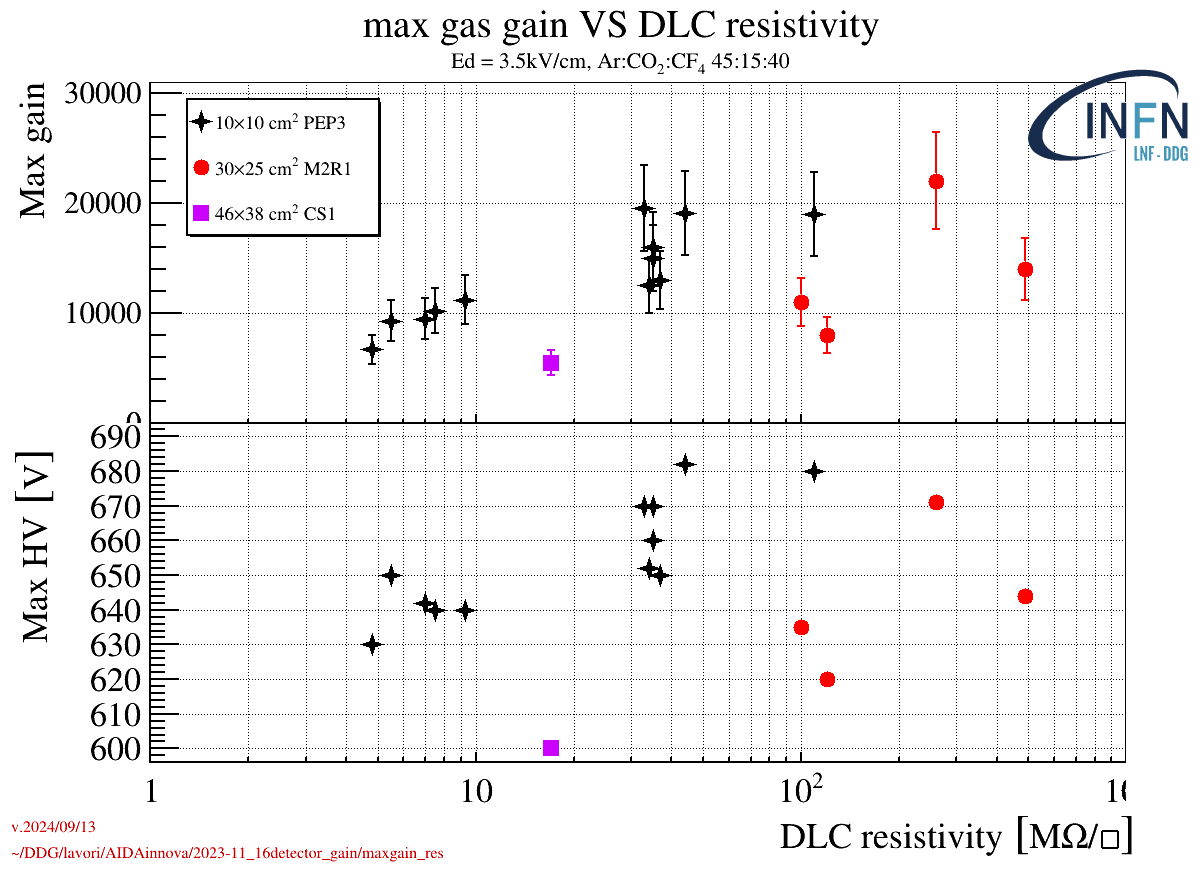 max gas gain VS DLC resistivity
Ed = 3.5kV/cm, Ar:CO₂:CF₄ 45:15:40
INFN
LNF - DDG
Max gain
30000
20000
10000
0
10×10 cm² PEP3
30×25 cm² M2R1
46×38 cm² CS1
Max HV [V]
690
680
670
660
650
640
630
620
610
600
1
10
10²
DLC resistivity [MΩ/□]
v.2024/09/13
~/DDG/lavori/AIDAinnova/2023-11_16detector_gain/maxgain_res